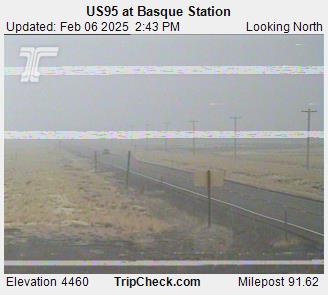 US95 at Basque Station
Updated: Feb 06 2025 2:43 PM Looking North
Elevation 4460 TripCheck.com Milepost 91.62